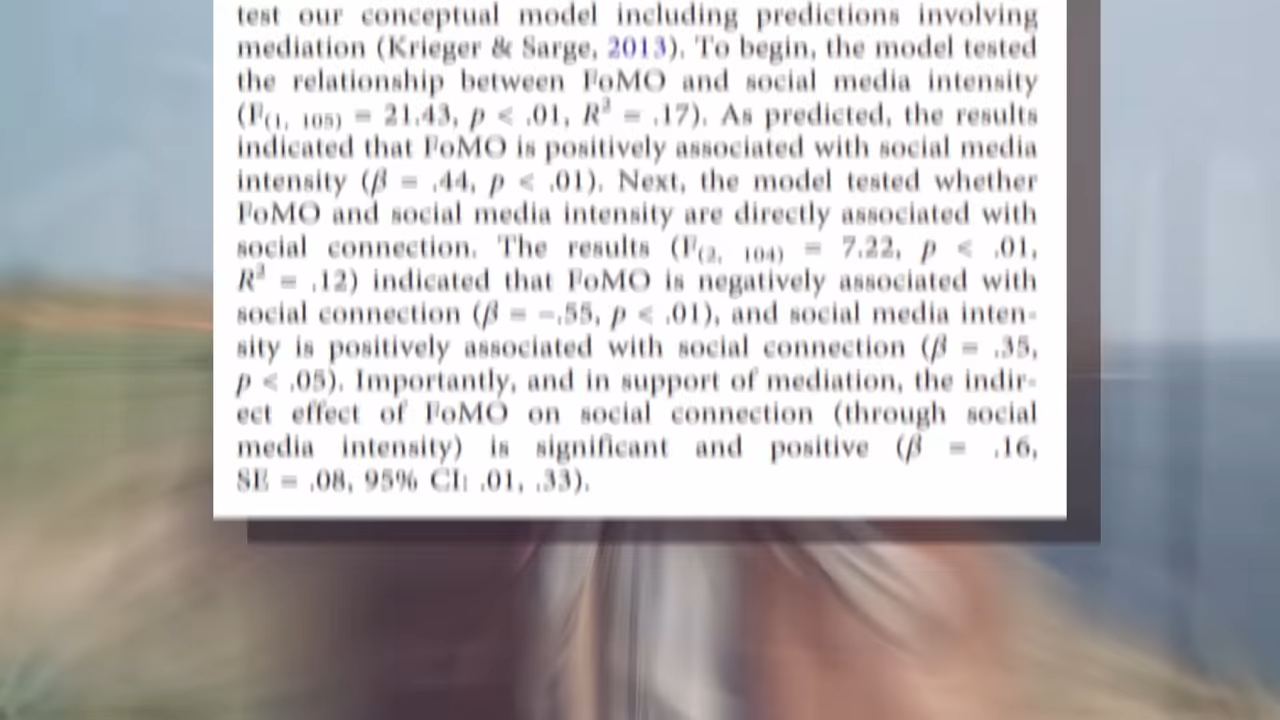 test our conceptual model including predictions involving
mediation (Krieger & Sarge, 2013). To begin, the model tested
the relationship between FoMO and social media intensity
(F(1, 105) = 21.43, p < .01, R² = .17). As predicted, the results
indicated that FoMO is positively associated with social media
intensity (β = .44, p < .01). Next, the model tested whether
FoMO and social media intensity are directly associated with
social connection. The results (F(2, 104) = 7.22, p < .01,
R² = .12) indicated that FoMO is negatively associated with
social connection (β = −.55, p < .01), and social media inten-
sity is positively associated with social connection (β = .35,
p < .05). Importantly, and in support of mediation, the indir-
ect effect of FoMO on social connection (through social
media intensity) is significant and positive (β = .16,
SE = .08, 95% CI: .01, .33).